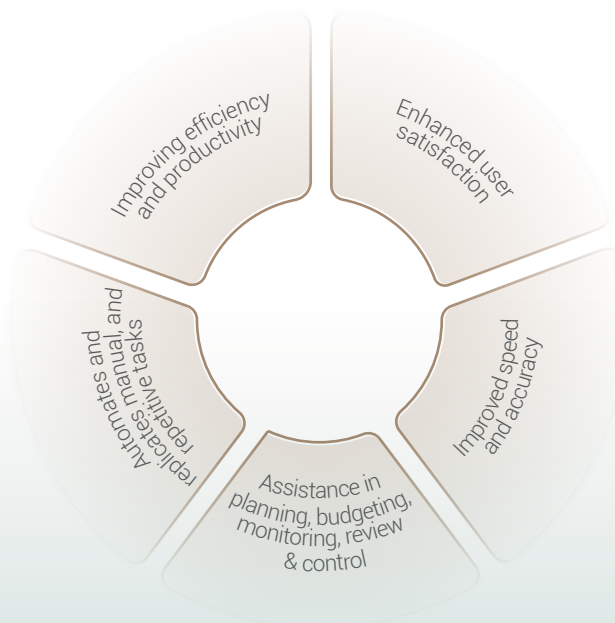 Improving efficiency
and productivity
Enhanced user
satisfaction
Improved speed
and accuracy
Assistance in
planning, budgeting,
monitoring, review
& control
Automates and
replicates manual, and
repetitive tasks